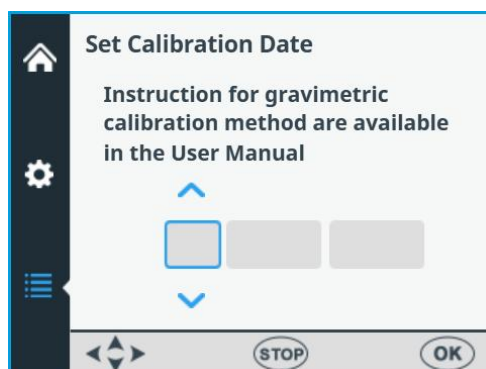 Set Calibration Date
Instruction for gravimetric
calibration method are available
in the User Manual
STOP
OK